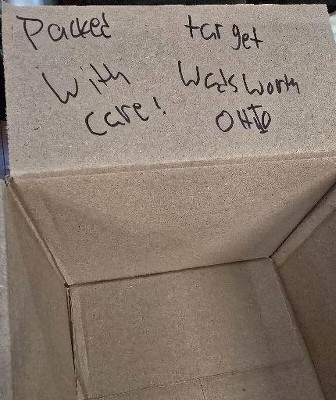 Packed
With
care!
target
Wadsworth
OHIO